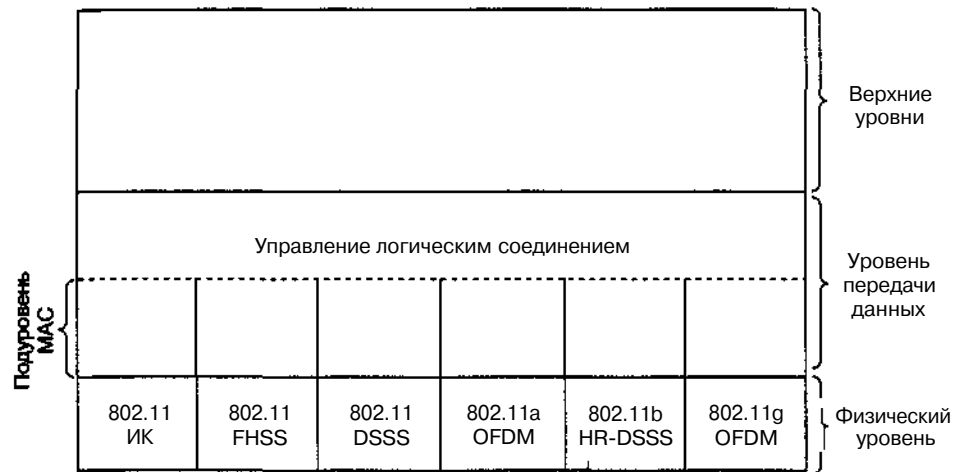 Верхние
уровни
Управление логическим соединением
Уровень
передачи
данных
Подуровень
MAC
802.11
ИК
802.11
FHSS
802.11
DSSS
802.11a
OFDM
802.11b
HR-DSSS
802.11g
OFDM
Физический
уровень